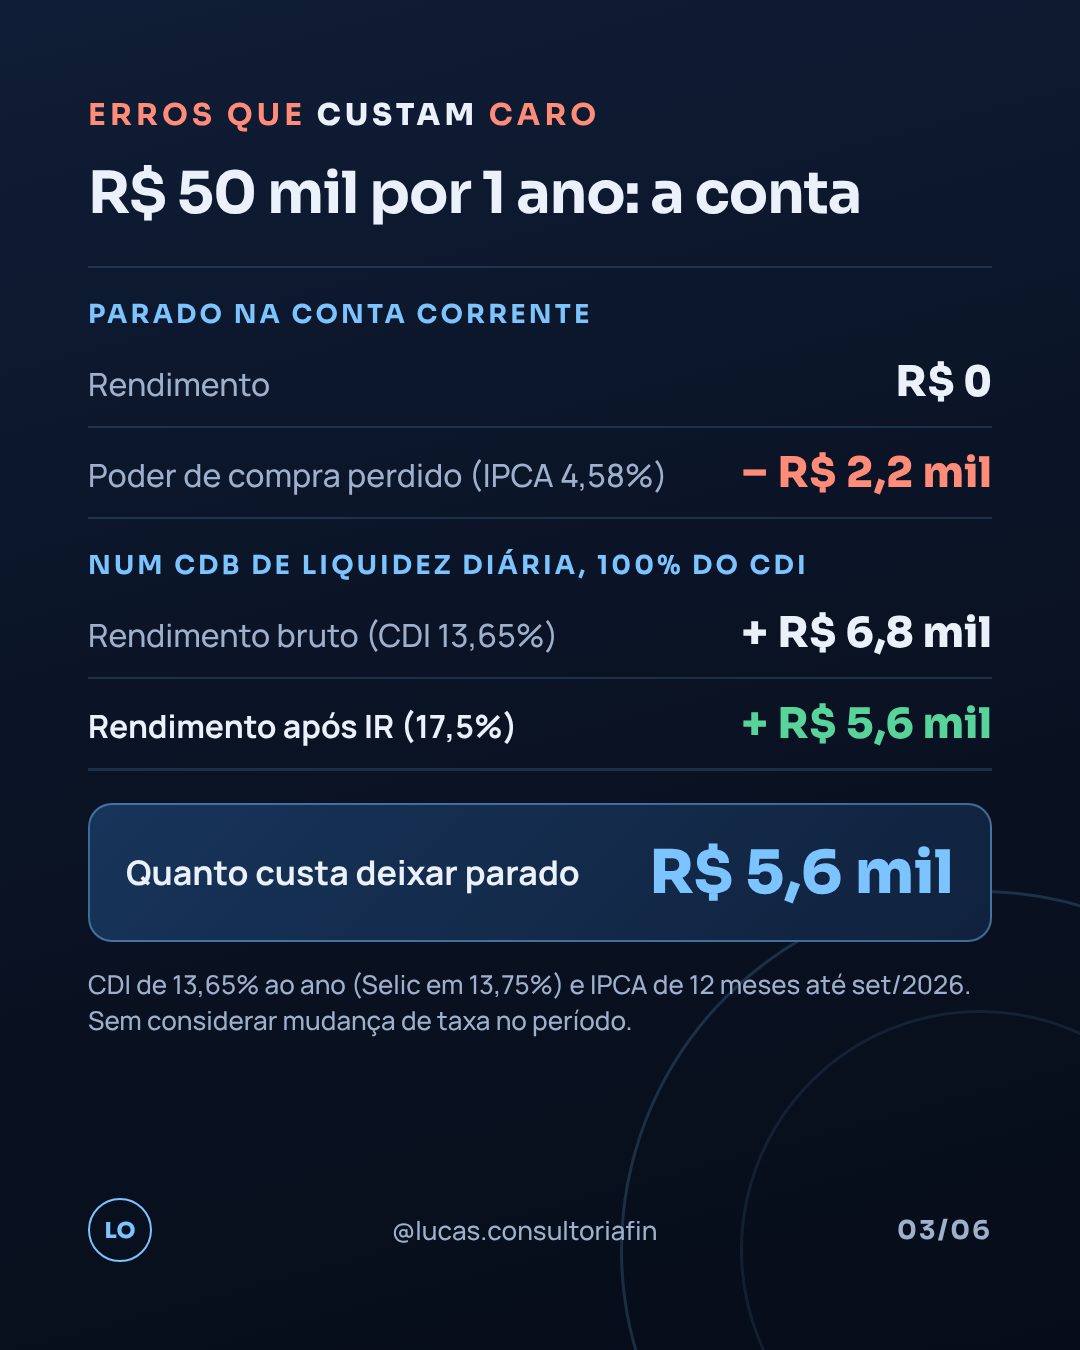 ERROS QUE CUSTAM CARO
R$ 50 mil por 1 ano: a conta
PARADO NA CONTA CORRENTE
Rendimento R$ 0
Poder de compra perdido (IPCA 4,58%) – R$ 2,2 mil
NUM CDB DE LIQUIDEZ DIÁRIA, 100% DO CDI
Rendimento bruto (CDI 13,65%) + R$ 6,8 mil
Rendimento após IR (17,5%) + R$ 5,6 mil
Quanto custa deixar parado R$ 5,6 mil
CDI de 13,65% ao ano (Selic em 13,75%) e IPCA de 12 meses até set/2026.
Sem considerar mudança de taxa no período.
LO @lucas.consultoriafin 03/06